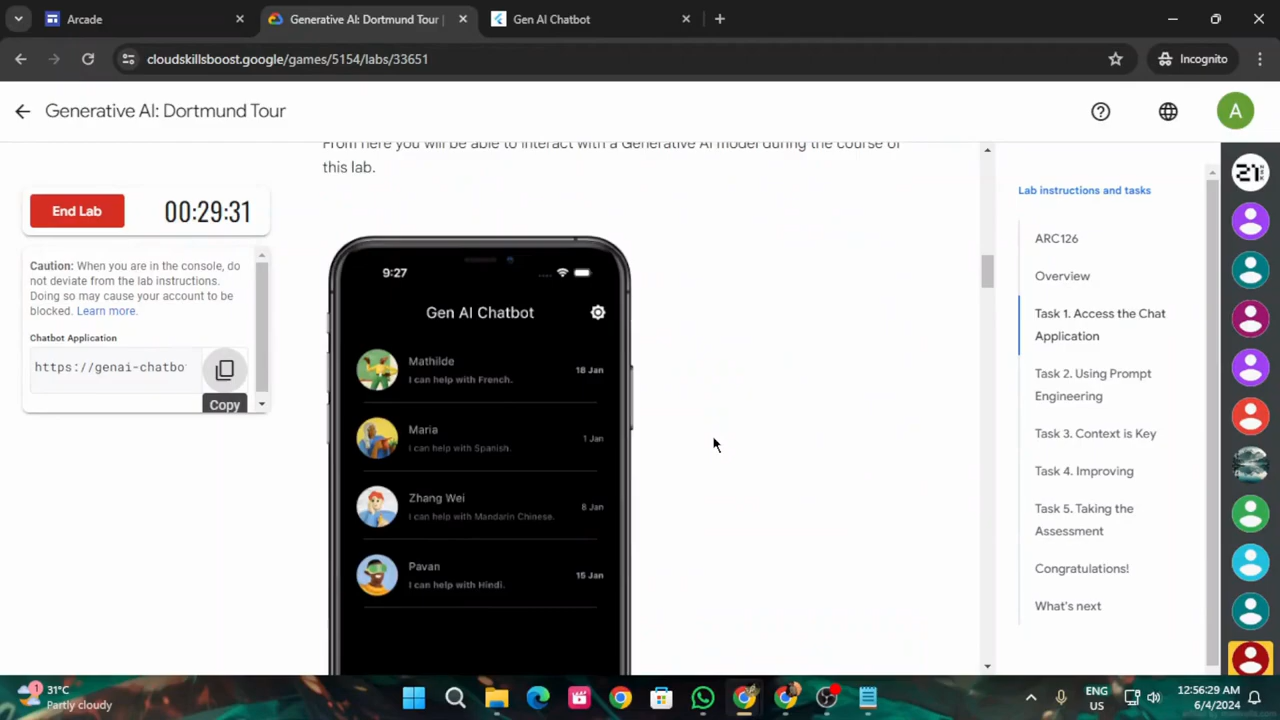 Arcade
Generative AI: Dortmund Tour |
Gen AI Chatbot
cloudskillsboost.google/games/5154/labs/33651
Incognito
Generative AI: Dortmund Tour
A
From here you will be able to interact with a Generative AI model during the course of
this lab.
End Lab
00:29:31
Caution: When you are in the console, do
not deviate from the lab instructions.
Doing so may cause your account to be
blocked. Learn more.
Chatbot Application
https://genai-chatbo
Copy
9:27
Gen AI Chatbot
Mathilde
I can help with French.
18 Jan
Maria
I can help with Spanish.
1 Jan
Zhang Wei
I can help with Mandarin Chinese.
8 Jan
Pavan
I can help with Hindi.
15 Jan
Lab instructions and tasks
ARC126
Overview
Task 1. Access the Chat
Application
Task 2. Using Prompt
Engineering
Task 3. Context is Key
Task 4. Improving
Task 5. Taking the
Assessment
Congratulations!
What's next
1
31°C
Partly cloudy
ENG
US
12:56:29 AM
6/4/2024